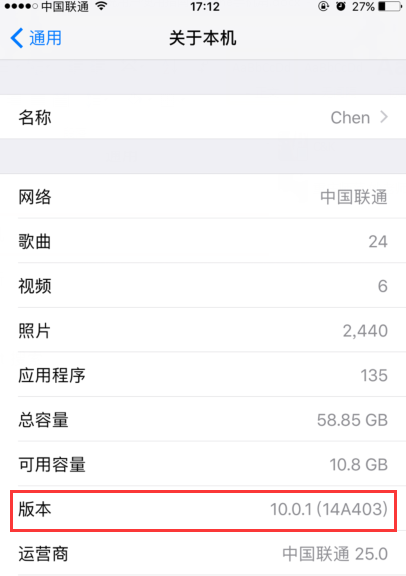 中国联通 17:12 27%
通用 关于本机
名称 Chen
网络 中国联通
歌曲 24
视频 6
照片 2,440
应用程序 135
总容量 58.85 GB
可用容量 10.8 GB
版本 10.0.1 (14A403)
运营商 中国联通 25.0